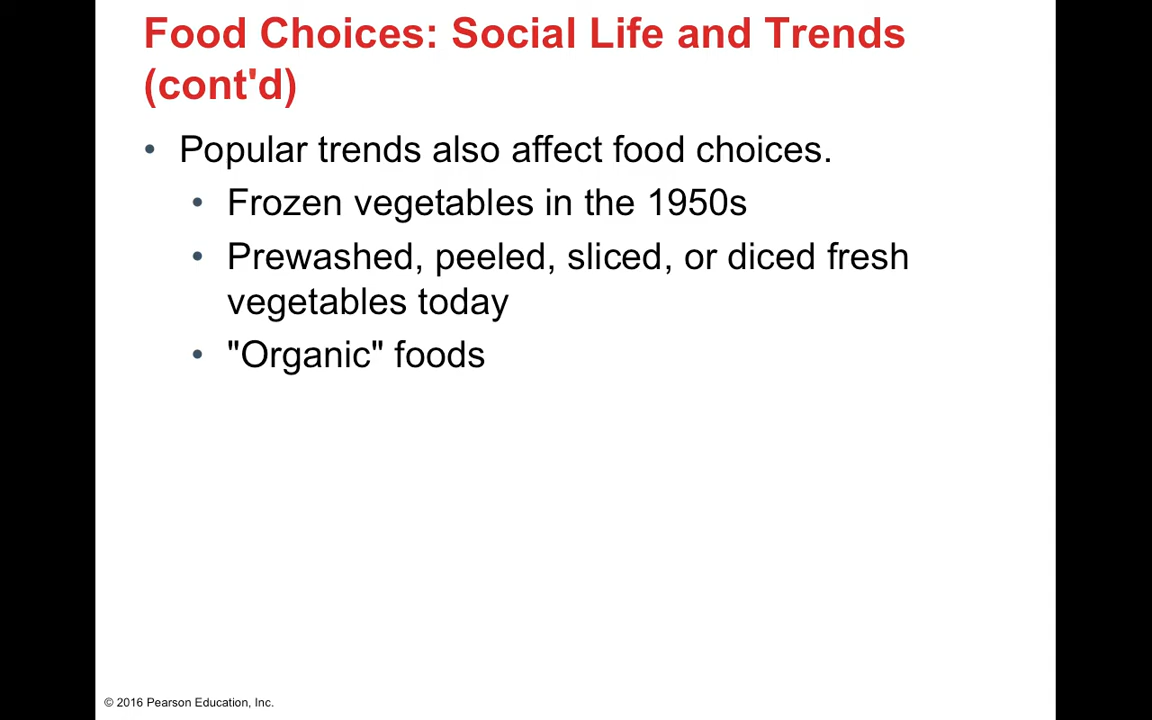 Food Choices: Social Life and Trends
(cont'd)
• Popular trends also affect food choices.
• Frozen vegetables in the 1950s
• Prewashed, peeled, sliced, or diced fresh
vegetables today
• "Organic" foods
© 2016 Pearson Education, Inc.